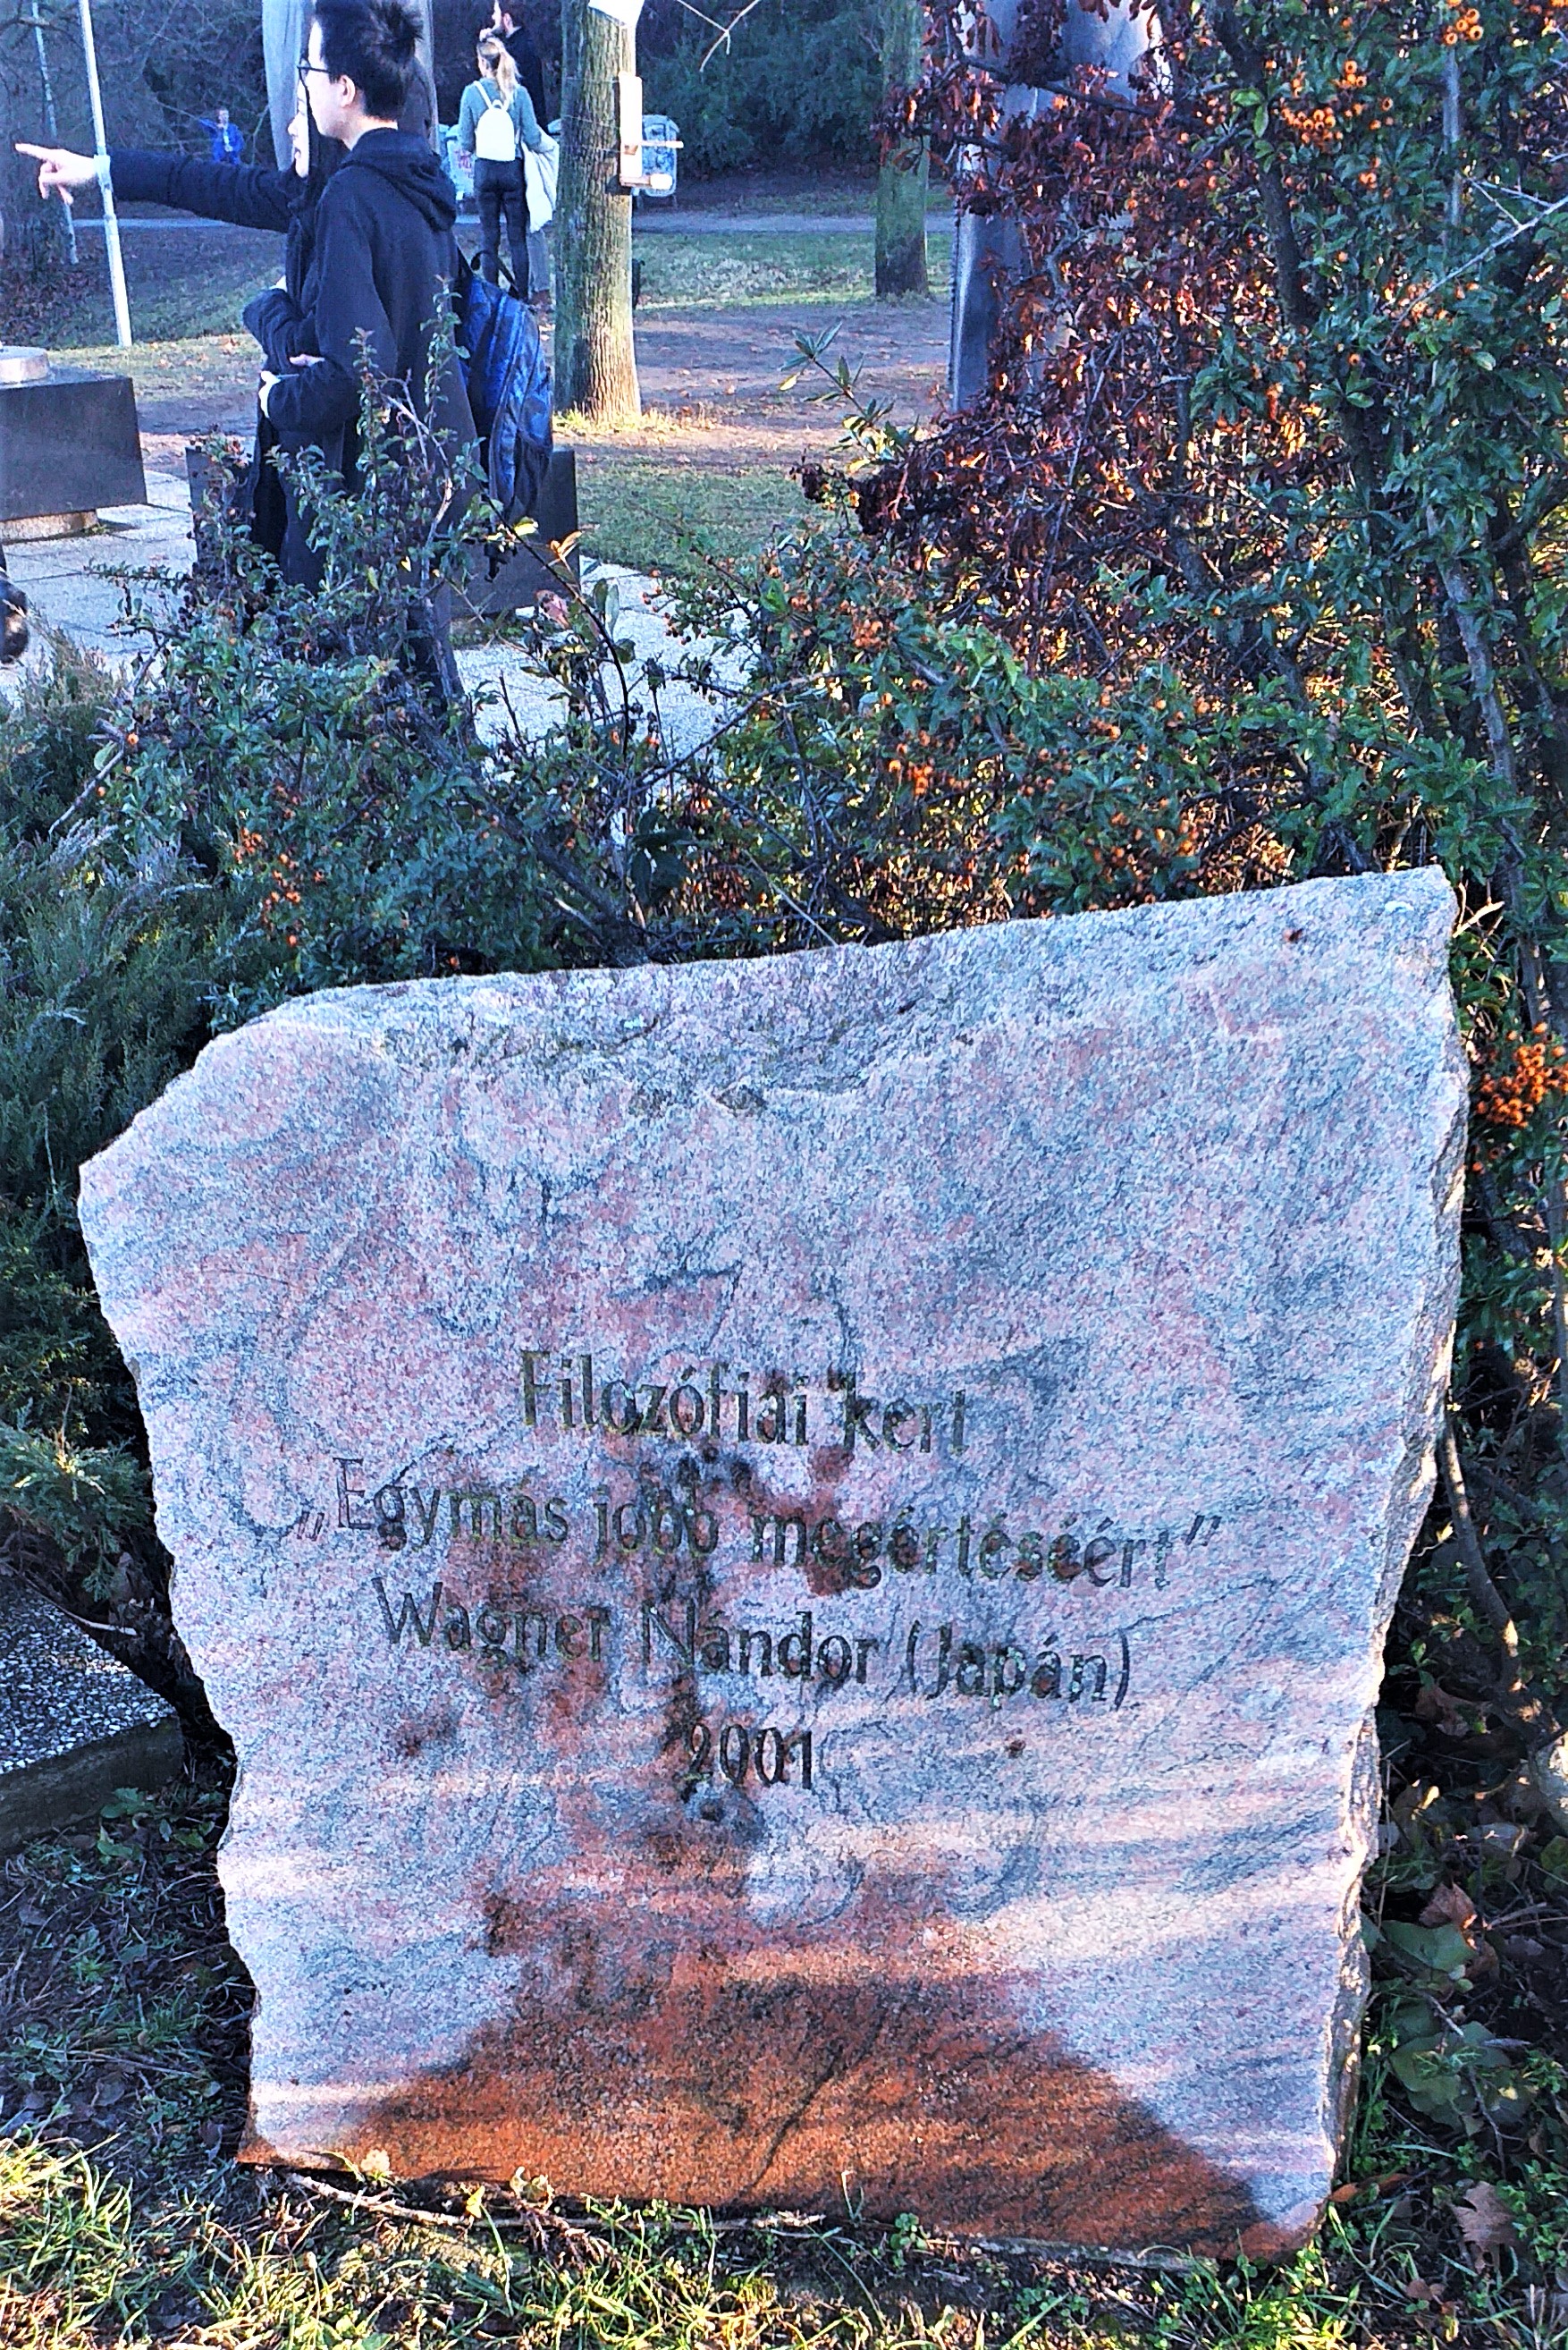 Filozófiai kert
„Egymás jobb megértéséért”
Wagner Nándor (Japán)
2001